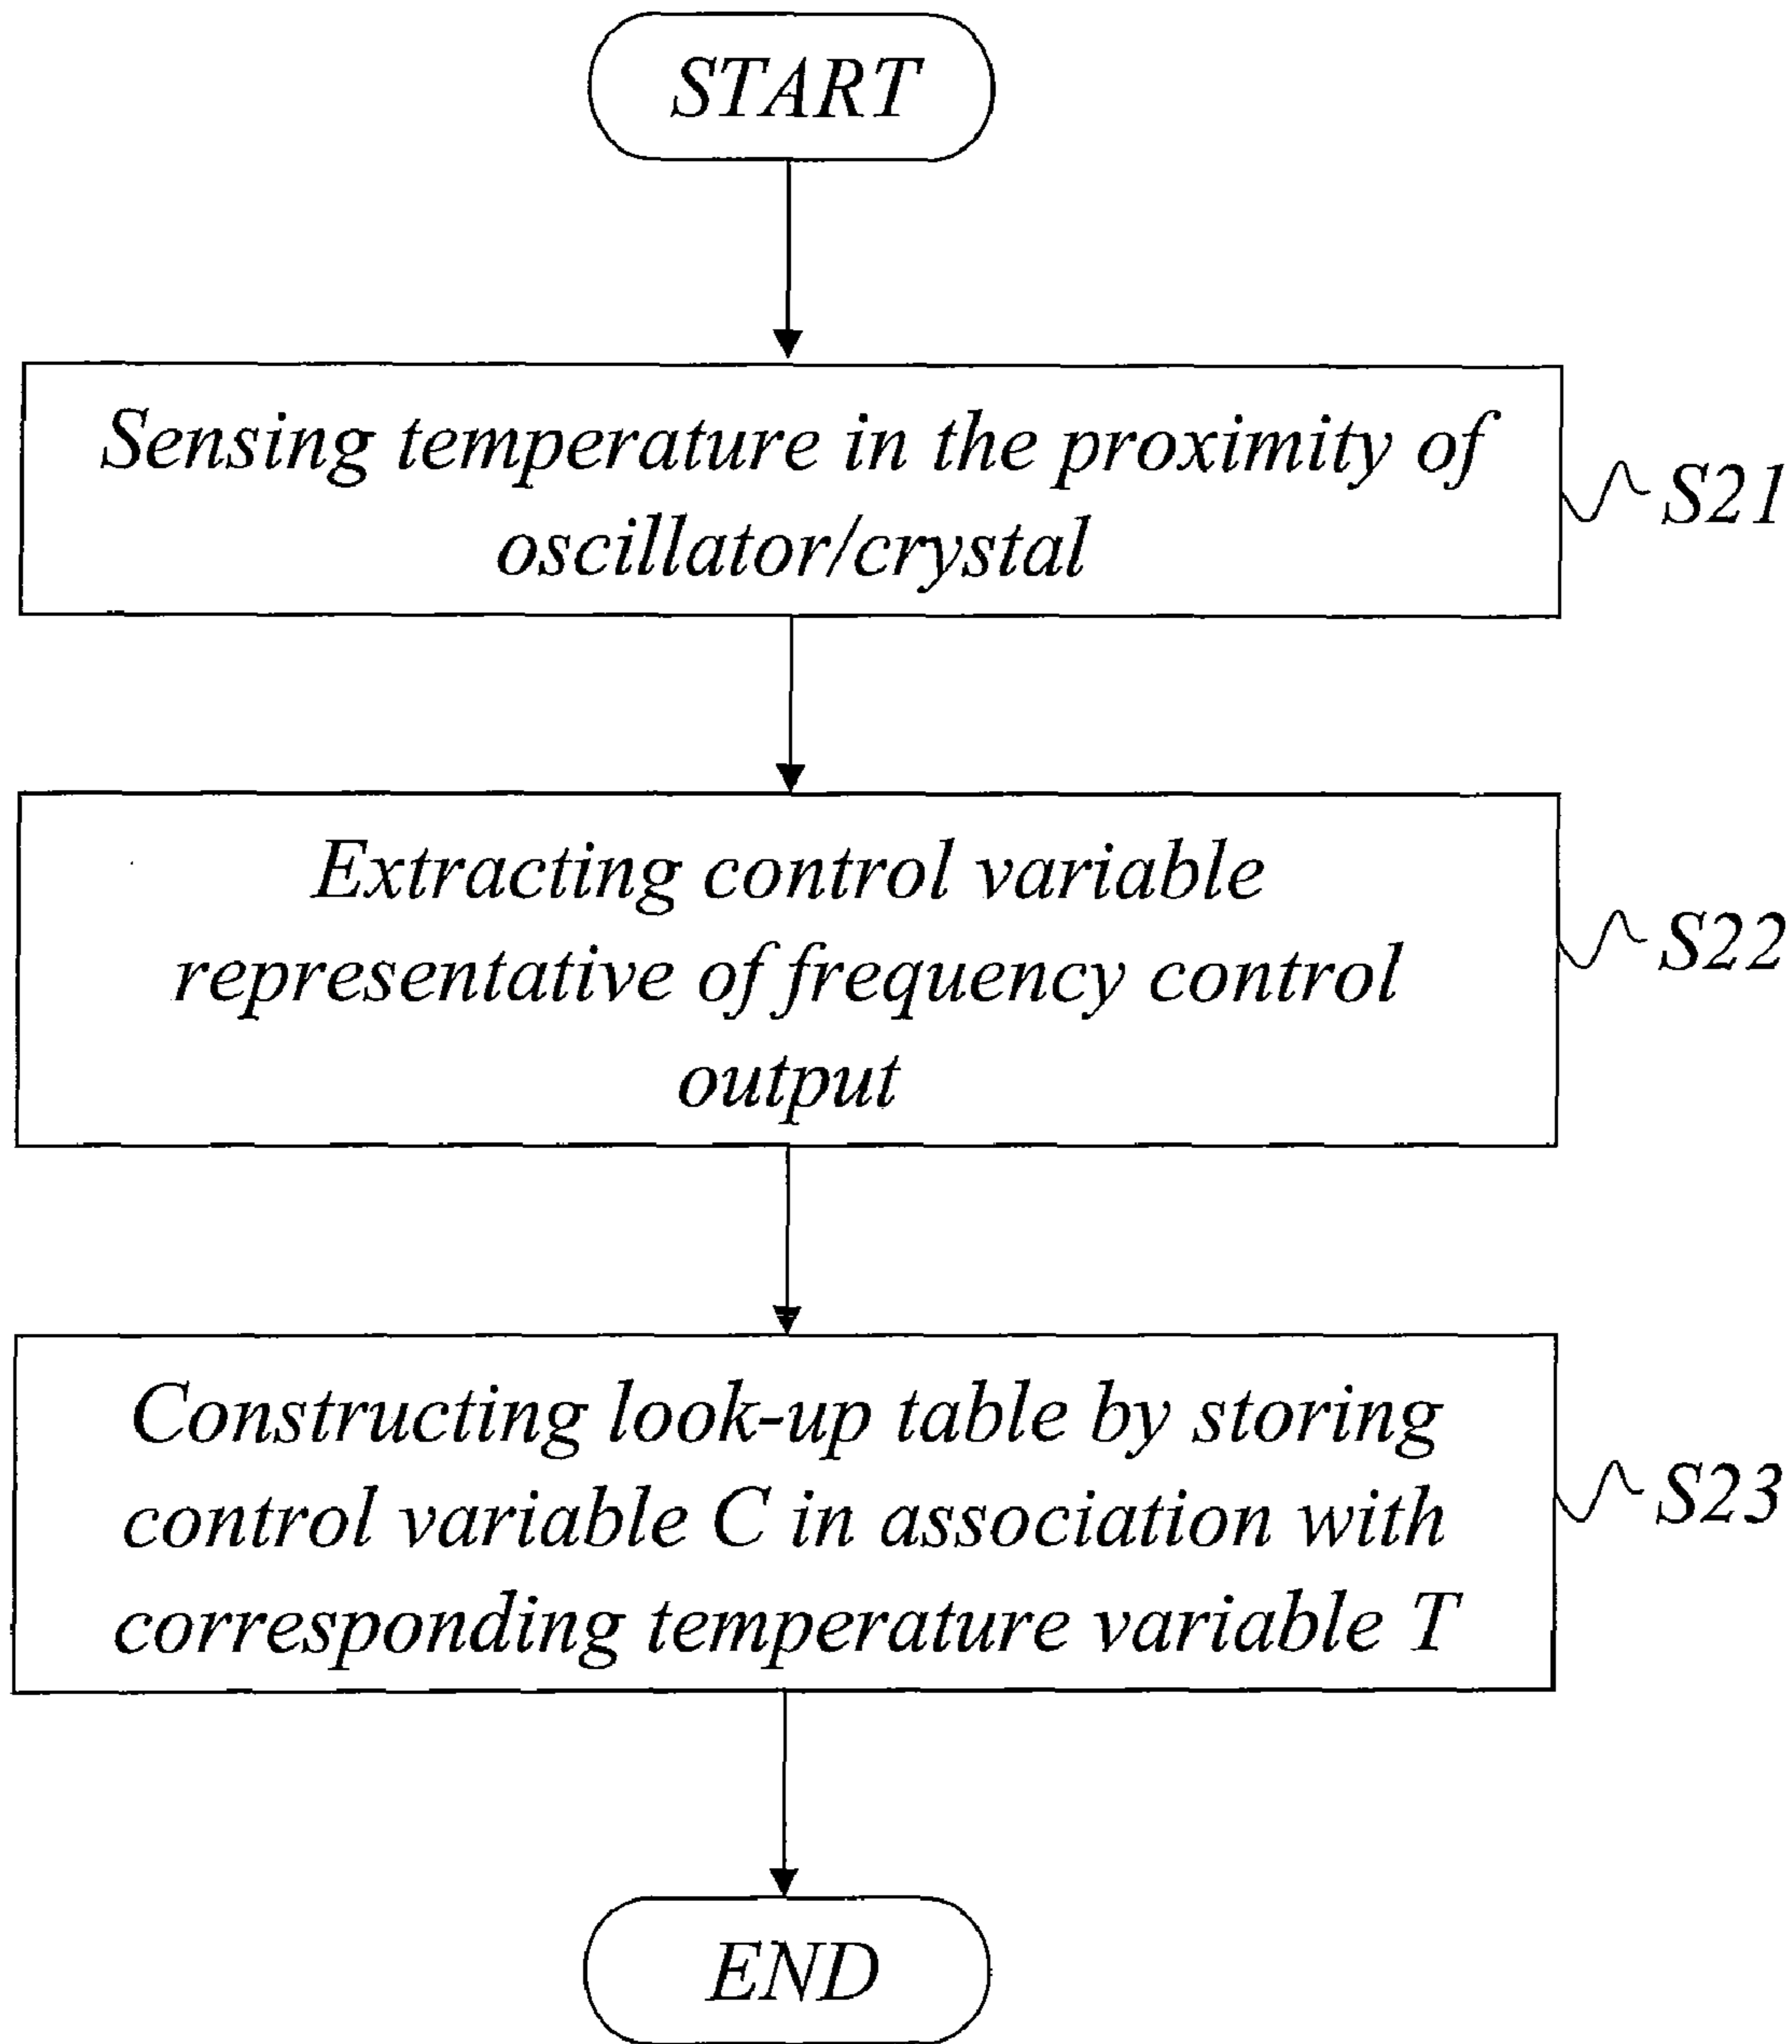 START
Sensing temperature in the proximity of
oscillator/crystal
S21
Extracting control variable
representative of frequency control
output
S22
Constructing look-up table by storing
control variable C in association with
corresponding temperature variable T
S23
END